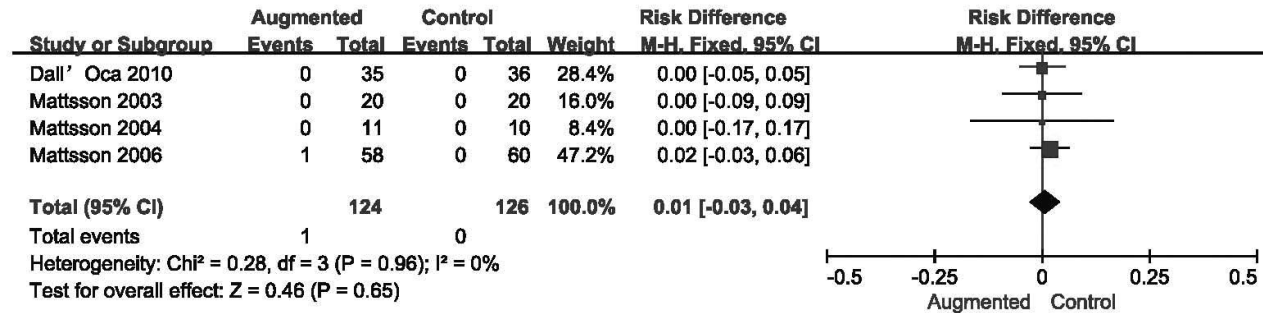 Augmented Control Risk Difference Risk Difference
Study or Subgroup Events Total Events Total Weight M-H. Fixed. 95% CI M-H. Fixed. 95% CI
Dall’ Oca 2010 0 35 0 36 28.4% 0.00 [-0.05, 0.05]
Mattsson 2003 0 20 0 20 16.0% 0.00 [-0.09, 0.09]
Mattsson 2004 0 11 0 10 8.4% 0.00 [-0.17, 0.17]
Mattsson 2006 1 58 0 60 47.2% 0.02 [-0.03, 0.06]
Total (95% CI) 124 126 100.0% 0.01 [-0.03, 0.04]
Total events 1 0
Heterogeneity: Chi² = 0.28, df = 3 (P = 0.96); I² = 0%
Test for overall effect: Z = 0.46 (P = 0.65)
-0.5 -0.25 0 0.25 0.5
Augmented Control